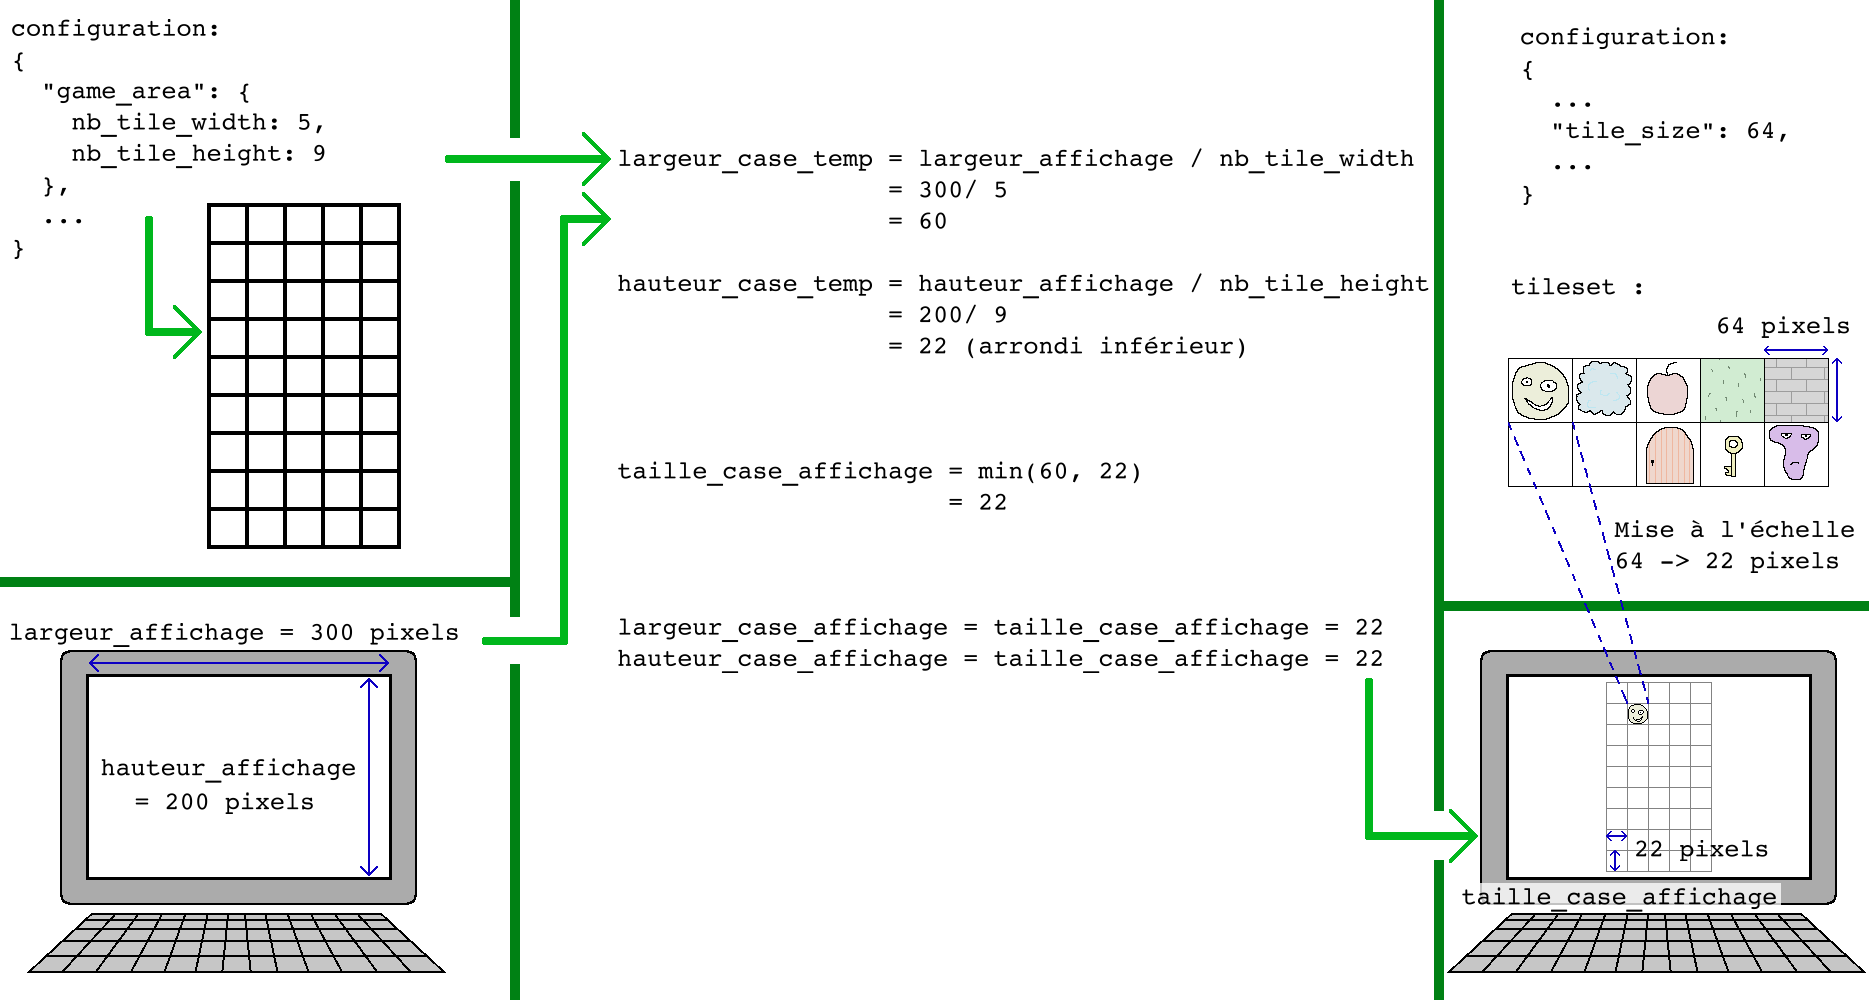 configuration:
{
  "game_area": {
    nb_tile_width: 5,
    nb_tile_height: 9
  },
  ...
}
largeur_affichage = 300 pixels
hauteur_affichage
= 200 pixels
largeur_case_temp = largeur_affichage / nb_tile_width
= 300/ 5
= 60
hauteur_case_temp = hauteur_affichage / nb_tile_height
= 200/ 9
= 22 (arrondi inférieur)
taille_case_affichage = min(60, 22)
= 22
largeur_case_affichage = taille_case_affichage = 22
hauteur_case_affichage = taille_case_affichage = 22
configuration:
{
  ...
  "tile_size": 64,
  ...
}
tileset :
64 pixels
Mise à l'échelle
64 -> 22 pixels
22 pixels
taille_case_affichage